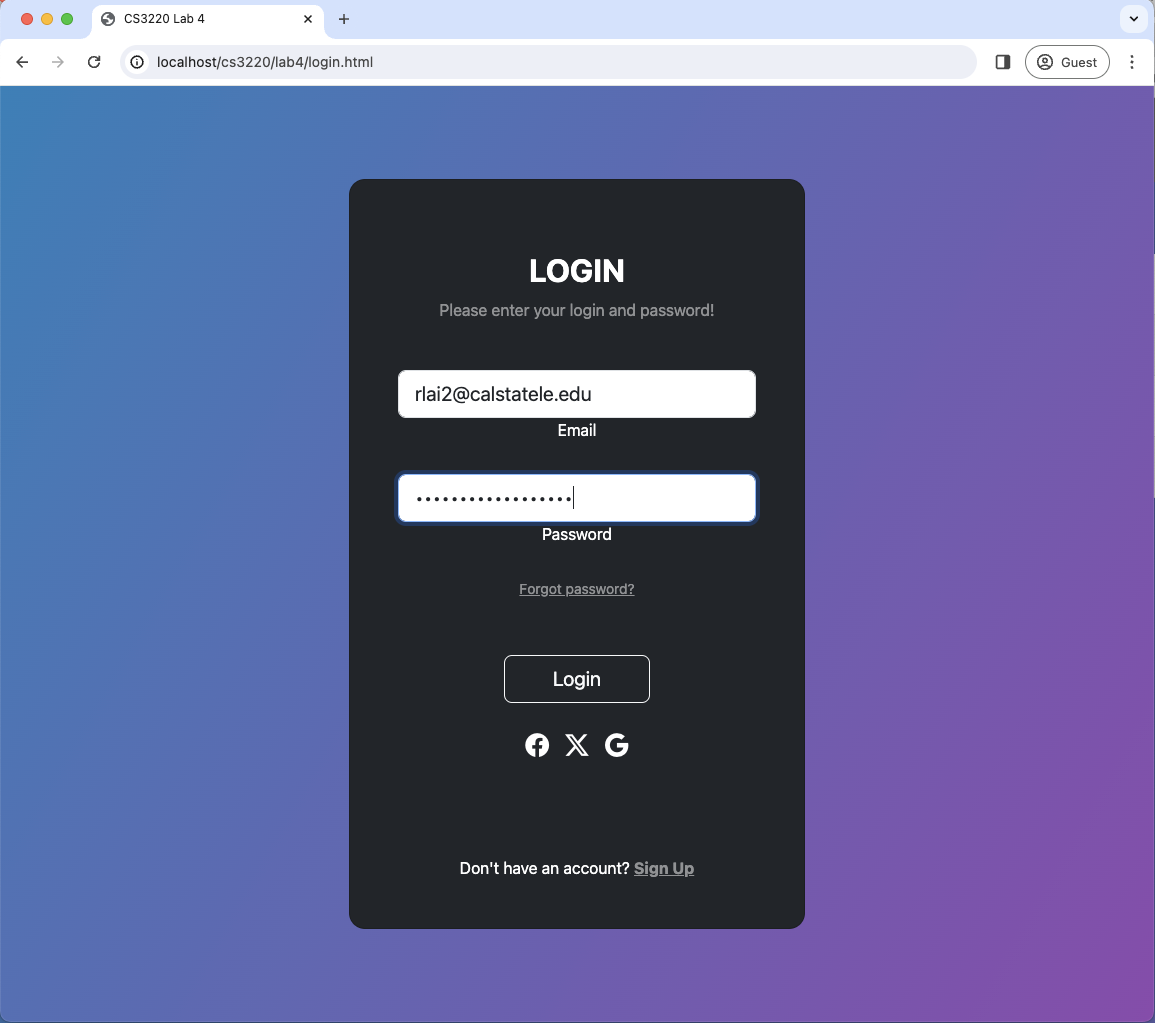 CS3220 Lab 4
localhost/cs3220/lab4/login.html
Guest
LOGIN
Please enter your login and password!
rlai2@calstatele.edu
Email
••••••••••••••••••
Password
Forgot password?
Login
Don't have an account? Sign Up